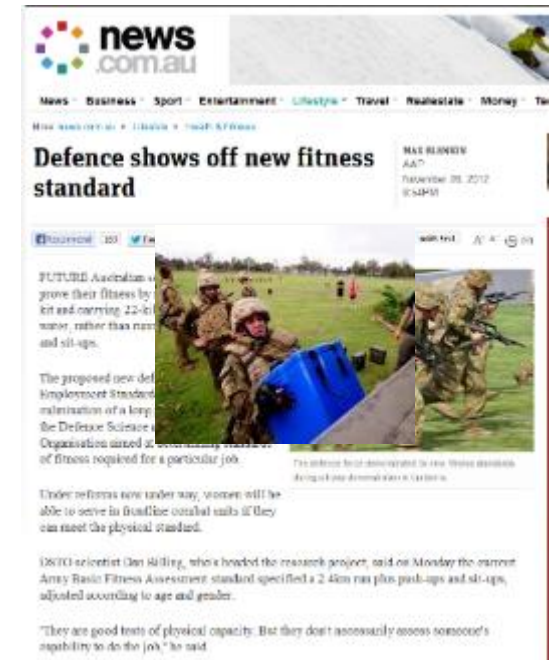 news
.com.au
News Business Sport Entertainment Lifestyle Travel Realestate Money
Defence shows off new fitness
standard
AAP
November 2012
FUTURE Australian
prove their fitness by
kit and carrying 22-kil
water, rather than
and sit-ups.
The proposed new def
Employment Standard
culmination of a long
the Defence Science
Organisation aimed at
of fitness required for a particular job.
Under reforms now under way, women will be
able to serve in frontline combat units if they
can meet the physical standard.
DSTO scientist Dan Billing, who's headed the research project, said on Monday the current
Army Basic Fitness Assessment standard specified a 2.4km run plus push-ups and sit-ups,
adjusted according to age and gender.
"They are good tests of physical capacity. But they don't necessarily assess someone's
capability to do the job," he said.